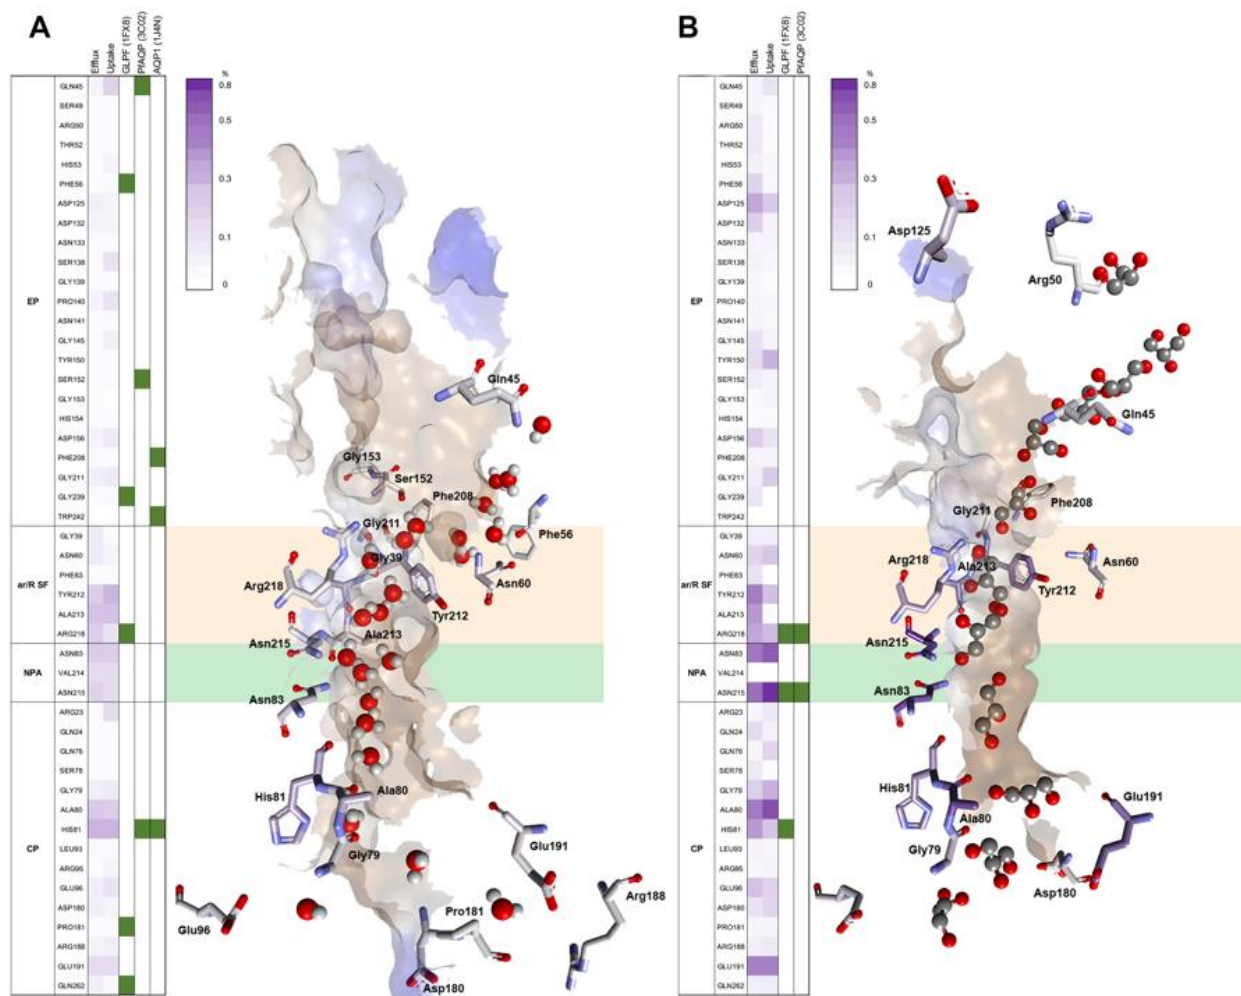 A
Efflux
Uptake
GLPF (1FX8)
PfAQP (3C02)
AQP1 (1J4N)
%
0.8
0.5
0.3
0.1
0
EP
GLN45
SER49
ARG50
THR52
HIS53
PHE56
ASP125
ASP132
ASN133
SER138
GLY139
PRO140
ASN141
GLY145
TYR150
SER152
GLY153
HIS154
ASP156
PHE208
GLY211
GLY239
TRP242
ar/R SF
GLY39
ASN60
PHE63
TYR212
ALA213
ARG218
NPA
ASN83
VAL214
ASN215
CP
ARG23
GLN24
GLN76
SER78
GLY79
ALA80
HIS81
LEU93
ARG95
GLU96
ASP180
PRO181
ARG188
GLU191
GLN262
Gln45
Gly153
Ser152
Phe208
Gly211
Phe56
Gly39
Asn60
Arg218
Tyr212
Ala213
Asn215
Asn83
Ala80
His81
Gly79
Glu191
Arg188
Pro181
Glu96
Asp180
B
Efflux
Uptake
GLPF (1FX8)
PfAQP (3C02)
%
0.8
0.5
0.3
0.1
0
EP
GLN45
SER49
ARG50
THR52
HIS53
PHE56
ASP125
ASP132
ASN133
SER138
GLY139
PRO140
ASN141
GLY145
TYR150
SER152
GLY153
HIS154
ASP156
PHE208
GLY211
GLY239
TRP242
ar/R SF
GLY39
ASN60
PHE63
TYR212
ALA213
ARG218
NPA
ASN83
VAL214
ASN215
CP
ARG23
GLN24
GLN76
SER78
GLY79
ALA80
HIS81
LEU93
ARG95
GLU96
ASP180
PRO181
ARG188
GLU191
GLN262
Asp125
Arg50
Gln45
Phe208
Gly211
Arg218
Ala213
Asn60
Tyr212
Asn215
Asn83
His81
Ala80
Glu191
Gly79
Asp180